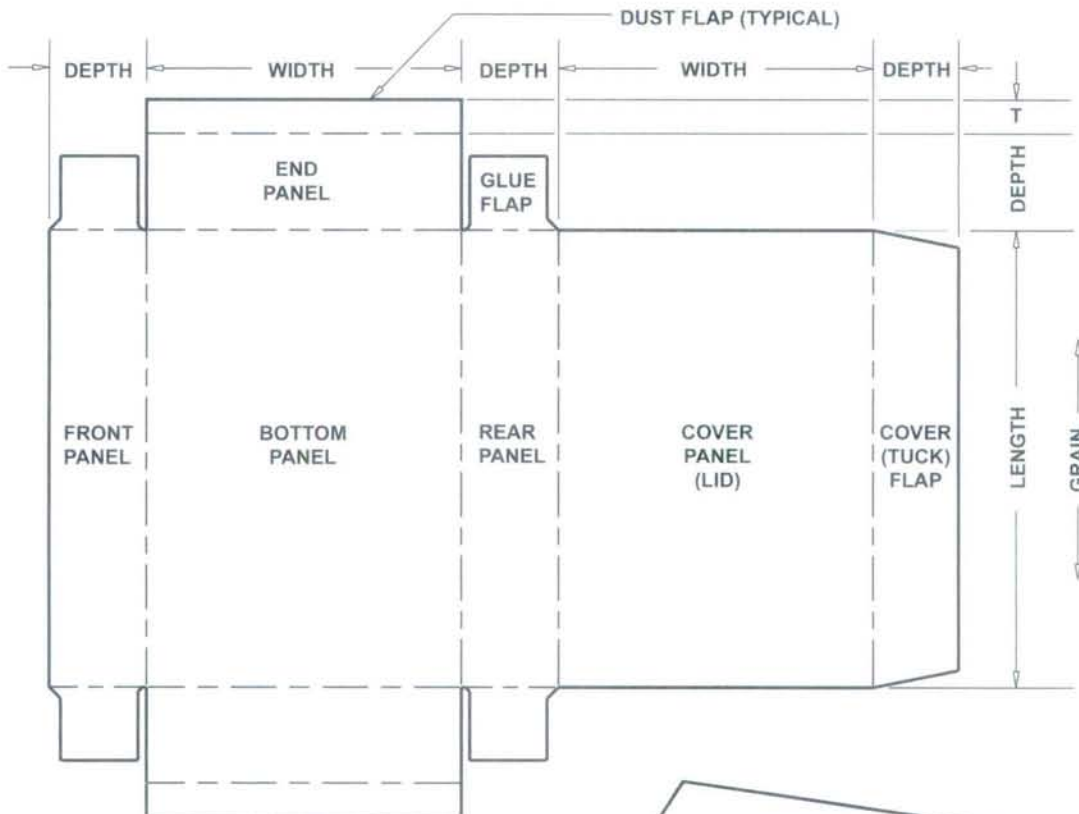 DUST FLAP (TYPICAL)
DEPTH
WIDTH
DEPTH
WIDTH
DEPTH
T
END
PANEL
GLUE
FLAP
DEPTH
FRONT
PANEL
BOTTOM
PANEL
REAR
PANEL
COVER
PANEL
(LID)
COVER
(TUCK)
FLAP
LENGTH
GRAIN